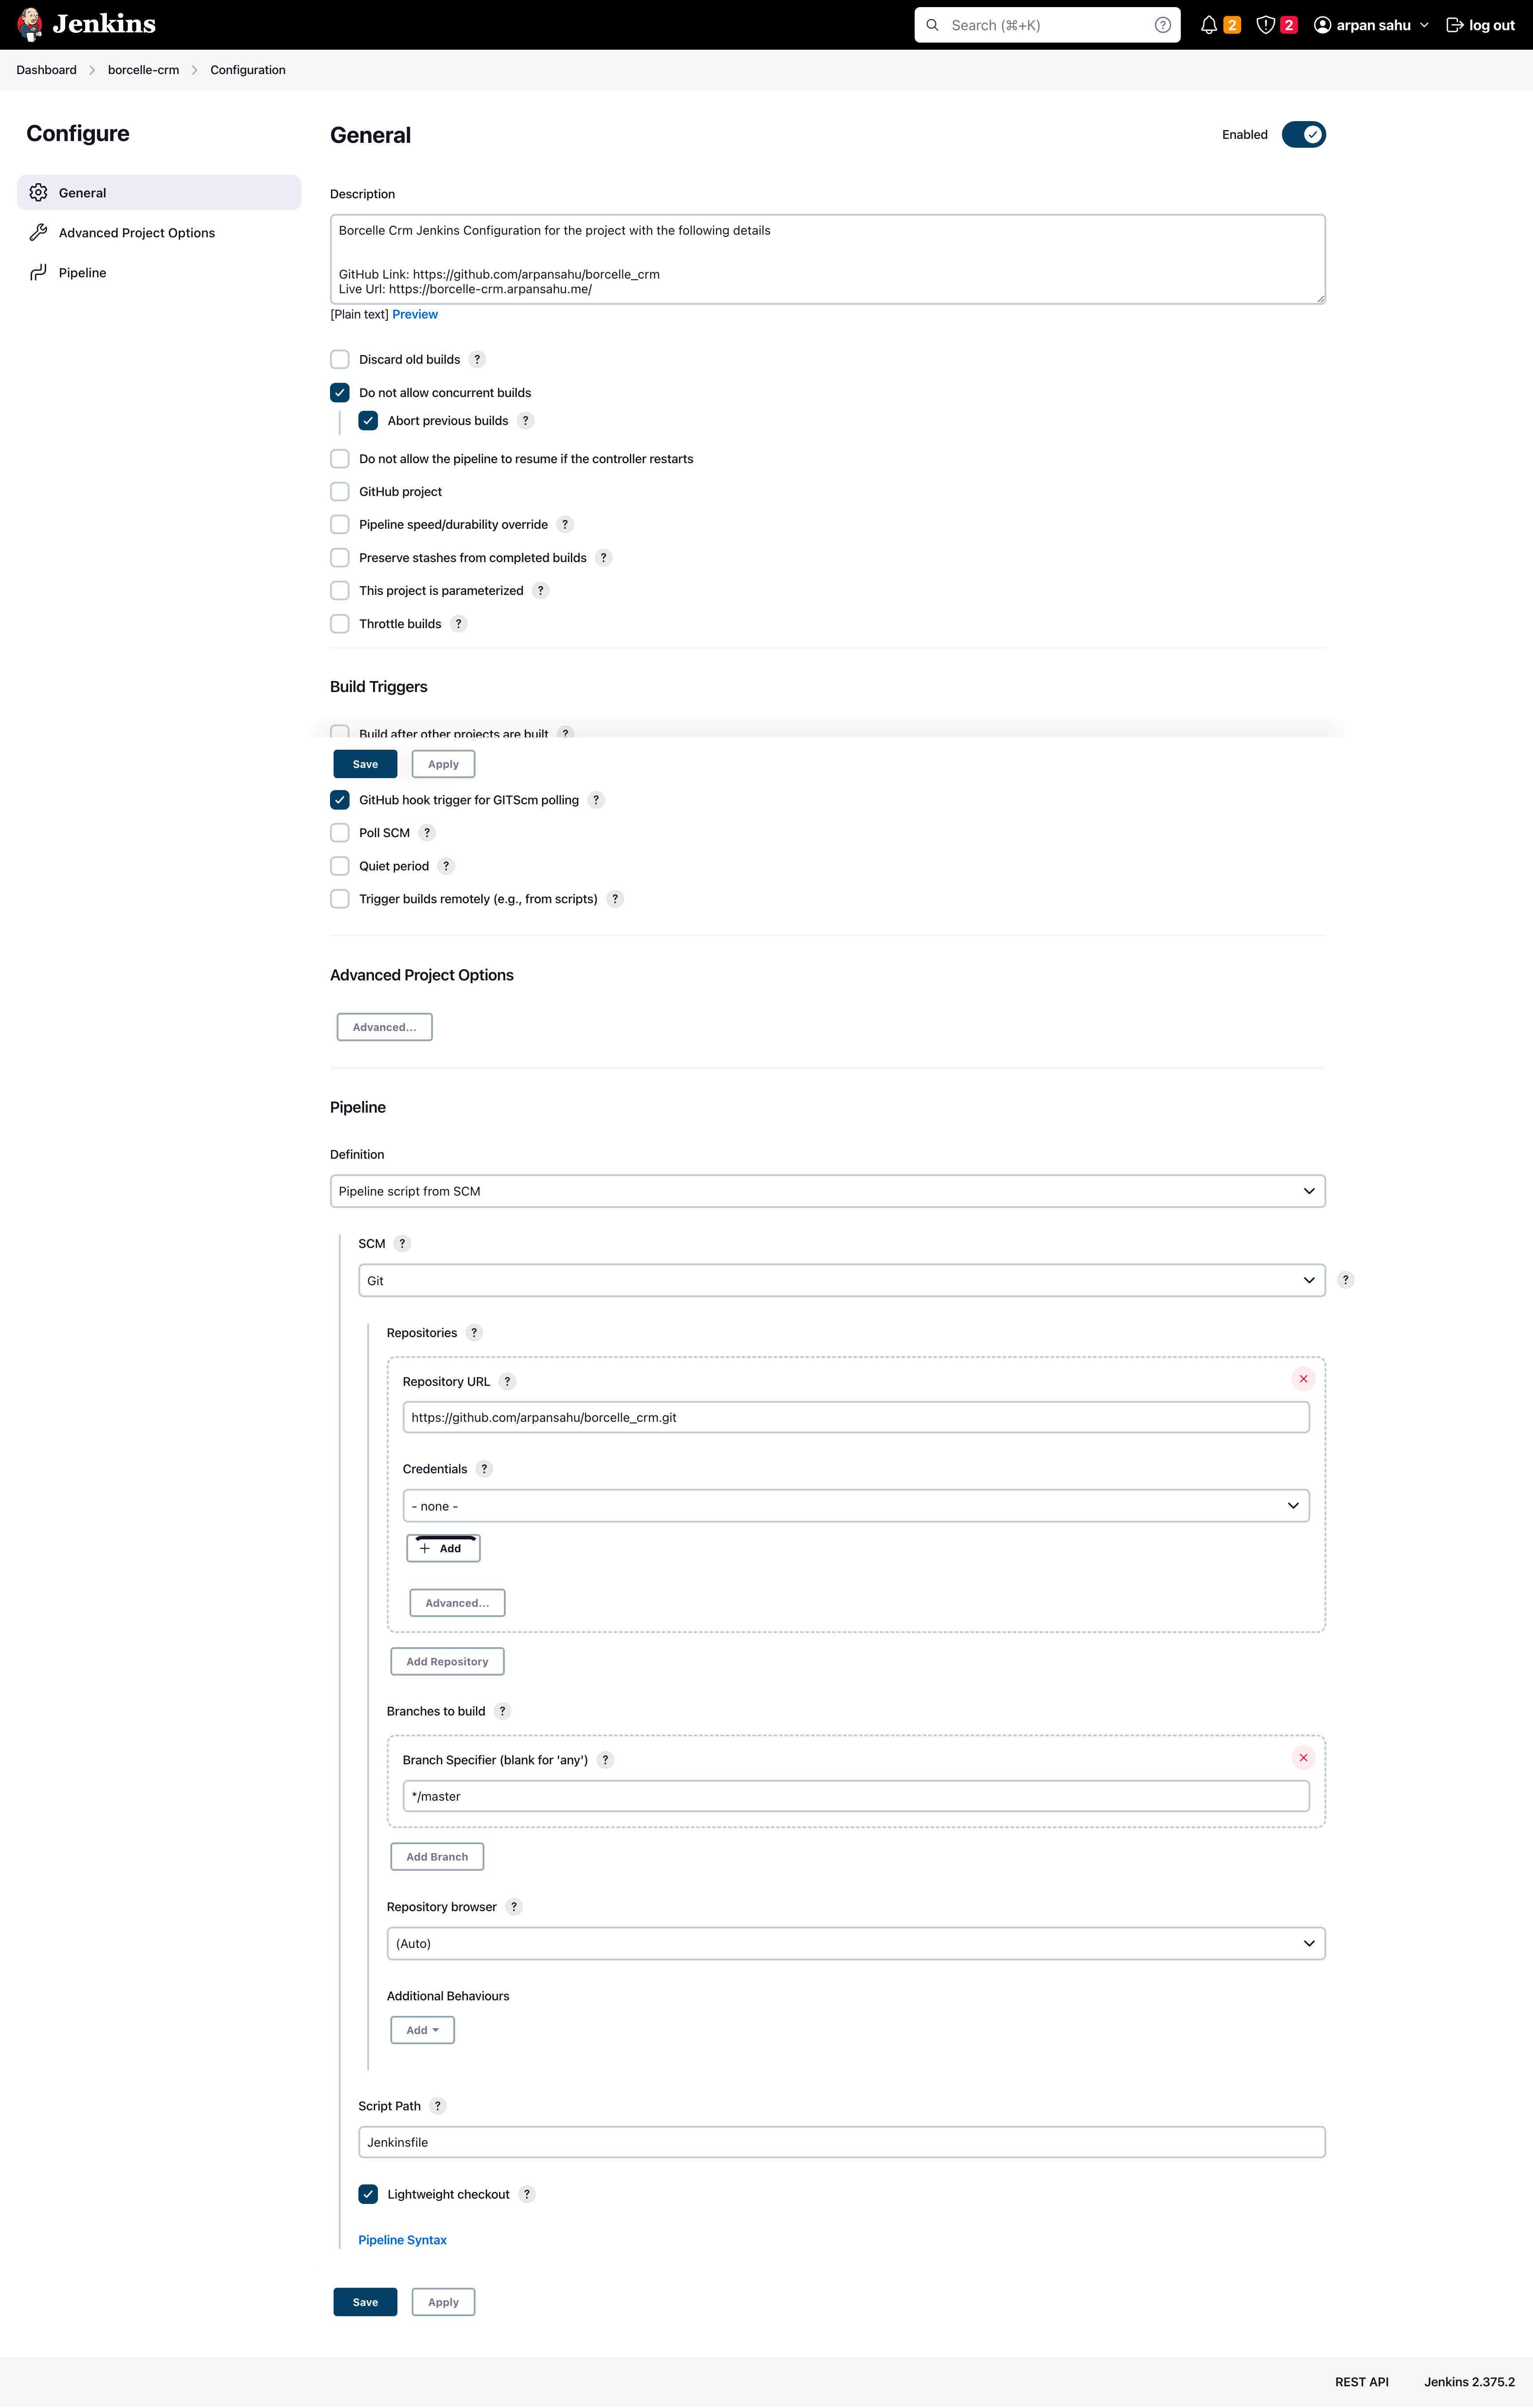 Jenkins
Search (⌘+K)
?
2
2
arpan sahu
log out
Dashboard
borcelle-crm
Configuration
Configure
General
Advanced Project Options
Pipeline
General
Enabled
Description
Borcelle Crm Jenkins Configuration for the project with the following details
GitHub Link: https://github.com/arpansahu/borcelle_crm
Live Url: https://borcelle-crm.arpansahu.me/
[Plain text] Preview
Discard old builds ?
Do not allow concurrent builds
Abort previous builds ?
Do not allow the pipeline to resume if the controller restarts
GitHub project
Pipeline speed/durability override ?
Preserve stashes from completed builds ?
This project is parameterized ?
Throttle builds ?
Build Triggers
Build after other projects are built ?
Save
Apply
GitHub hook trigger for GITScm polling ?
Poll SCM ?
Quiet period ?
Trigger builds remotely (e.g., from scripts) ?
Advanced Project Options
Advanced...
Pipeline
Definition
Pipeline script from SCM
SCM ?
Git
?
Repositories ?
Repository URL ?
https://github.com/arpansahu/borcelle_crm.git
Credentials ?
- none -
+ Add
Advanced...
Add Repository
Branches to build ?
Branch Specifier (blank for 'any') ?
*/master
Add Branch
Repository browser ?
(Auto)
Additional Behaviours
Add
Script Path ?
Jenkinsfile
Lightweight checkout ?
Pipeline Syntax
Save
Apply
REST API
Jenkins 2.375.2